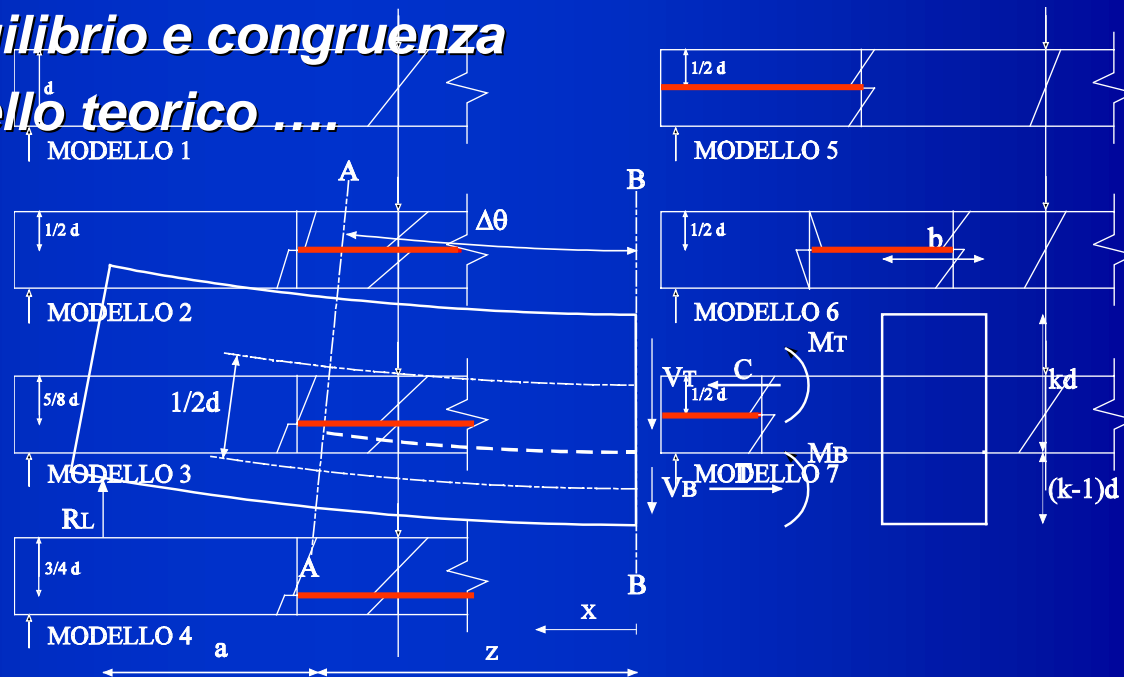 ilibrio e congruenza
ello teorico ....
d
MODELLO 1
1/2 d
MODELLO 5
A
B
Δθ
1/2 d
MODELLO 2
1/2 d
b
MODELLO 6
MT
VT
C
1/2 d
kd
5/8 d
1/2d
MODELLO 3
MB
MODELLO 7
VB
T
(k-1)d
RL
3/4 d
A
B
x
MODELLO 4
a
z